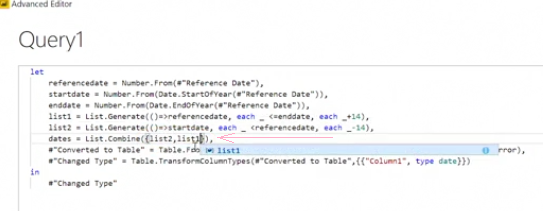 Advanced Editor
Query1
let
referencedate = Number.From(#"Reference Date"),
startdate = Number.From(Date.StartOfYear(#"Reference Date")),
enddate = Number.From(Date.EndOfYear(#"Reference Date")),
list1 = List.Generate(()=>referencedate, each _ <=enddate, each _+14),
list2 = List.Generate(()=>startdate, each _ <referencedate, each _-14),
dates = List.Combine({list2,list1}),
#"Converted to Table" = Table.Fro rror),
list1
#"Changed Type" = Table.TransformColumnTypes(#"Converted to Table",{{"Column1", type date}})
in
#"Changed Type"